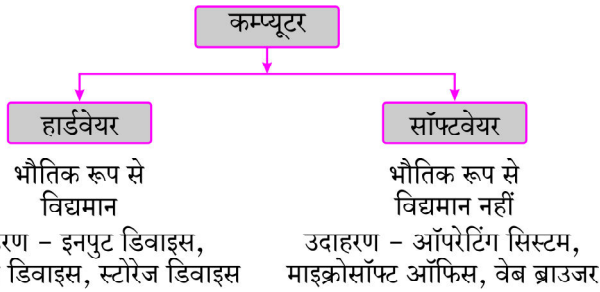 कम्प्यूटर
हार्डवेयर
भौतिक रूप से
विद्यमान
इनपुट डिवाइस,
डिवाइस, स्टोरेज डिवाइस
सॉफ्टवेयर
भौतिक रूप से
विद्यमान नहीं
उदाहरण – ऑपरेटिंग सिस्टम,
माइक्रोसॉफ्ट ऑफिस, वेब ब्राउजर